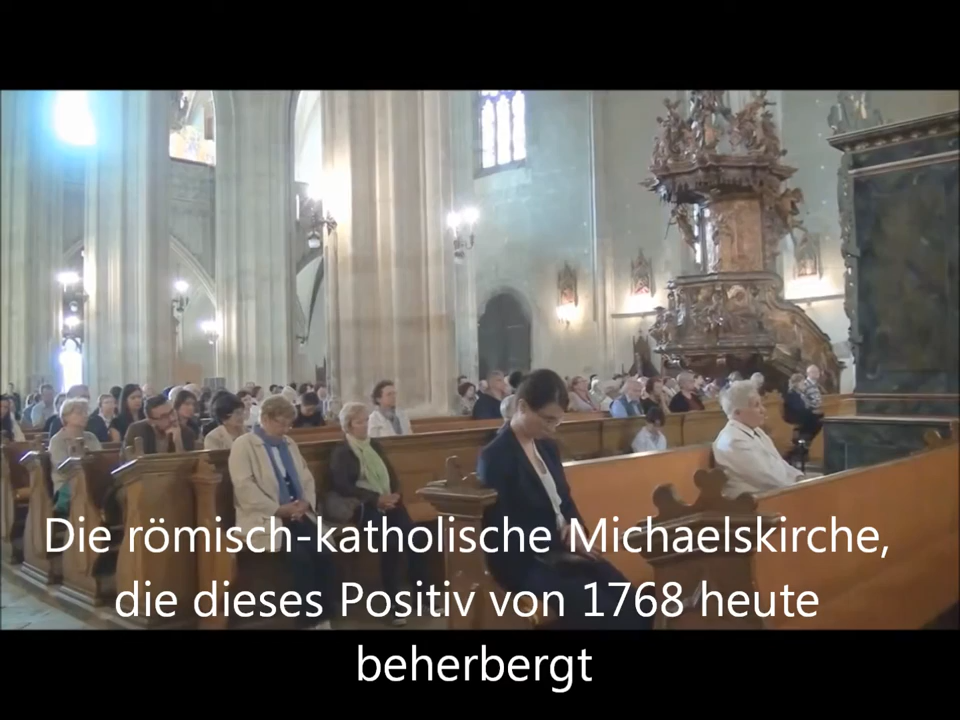 Die römisch-katholische Michaelskirche,
die dieses Positiv von 1768 heute
beherbergt